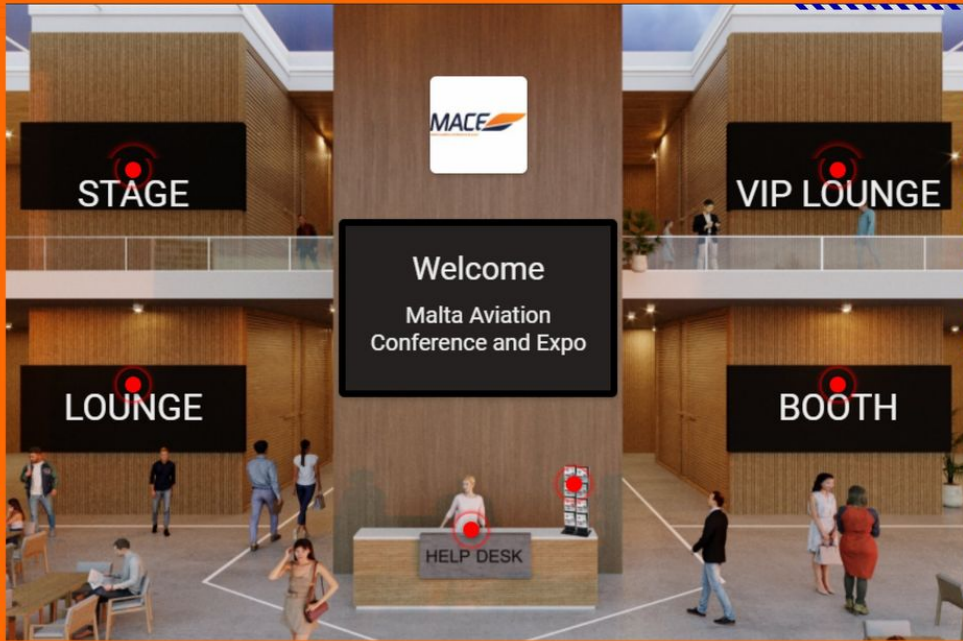 MACE
STAGE
VIP LOUNGE
Welcome
Malta Aviation
Conference and Expo
LOUNGE
BOOTH
HELP DESK